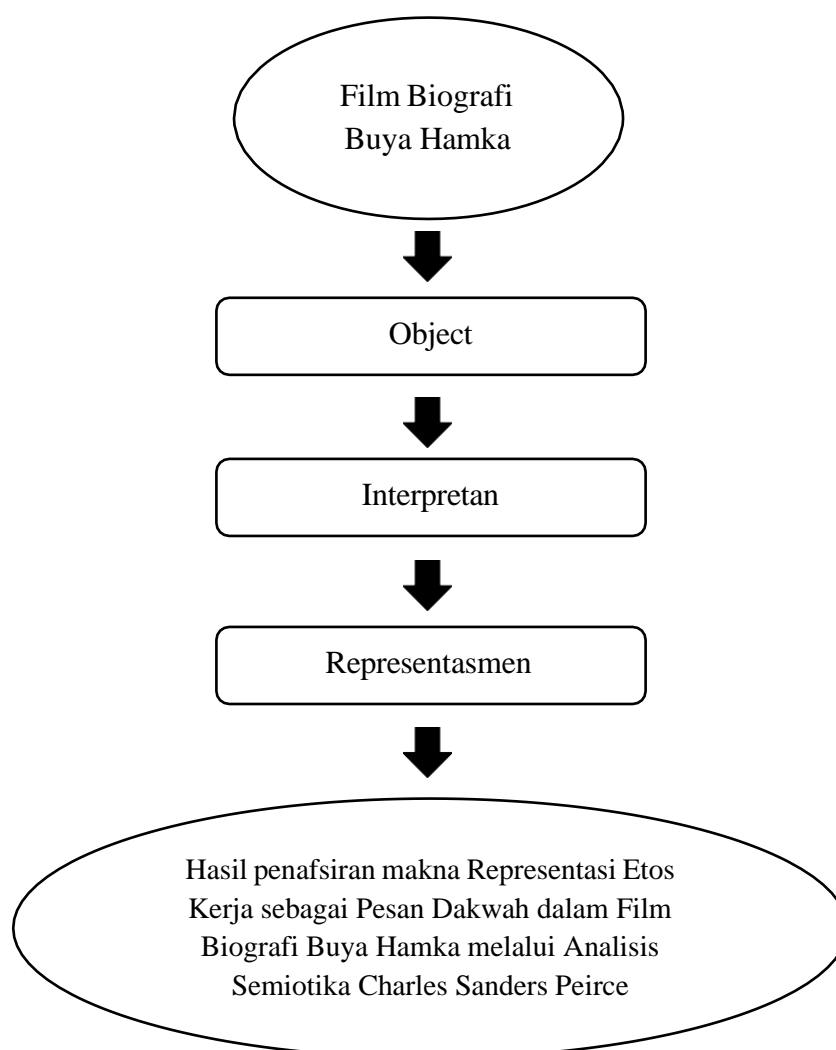 Film Biografi
Buya Hamka
Object
Interpretan
Representasmen
Hasil penafsiran makna Representasi Etos
Kerja sebagai Pesan Dakwah dalam Film
Biografi Buya Hamka melalui Analisis
Semiotika Charles Sanders Peirce